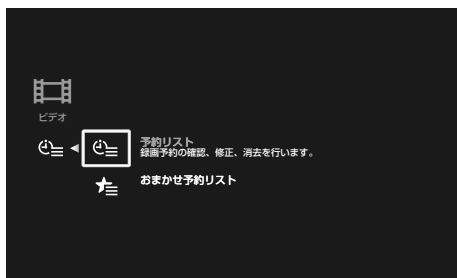 ビデオ
予約リスト
録画予約の確認、修正、消去を行います。
おまかせ予約リスト